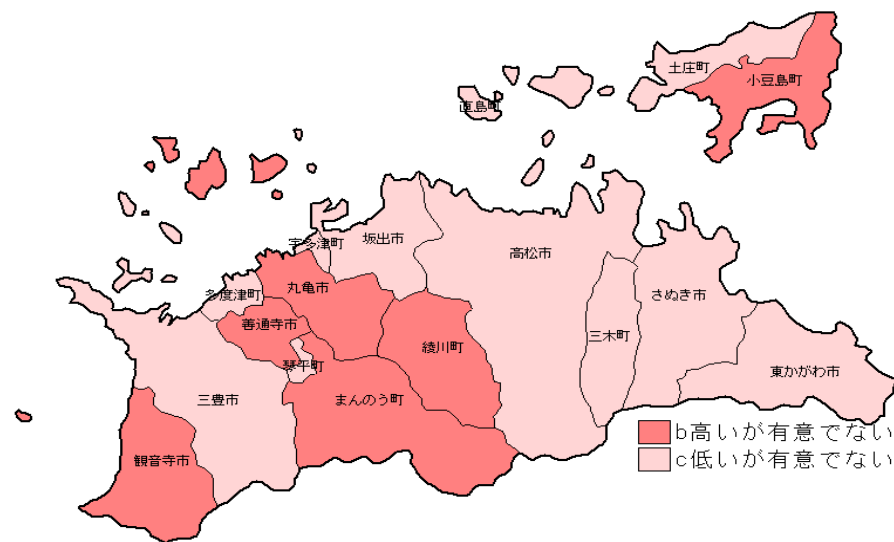 土庄町
小豆島町
直島町
坂出市
宇多津町
高松市
丸亀市
多度津町
さぬき市
善通寺市
三木町
綾川町
琴平町
東かがわ市
三豊市
まんのう町
観音寺市
b高いが有意でない
c低いが有意でない